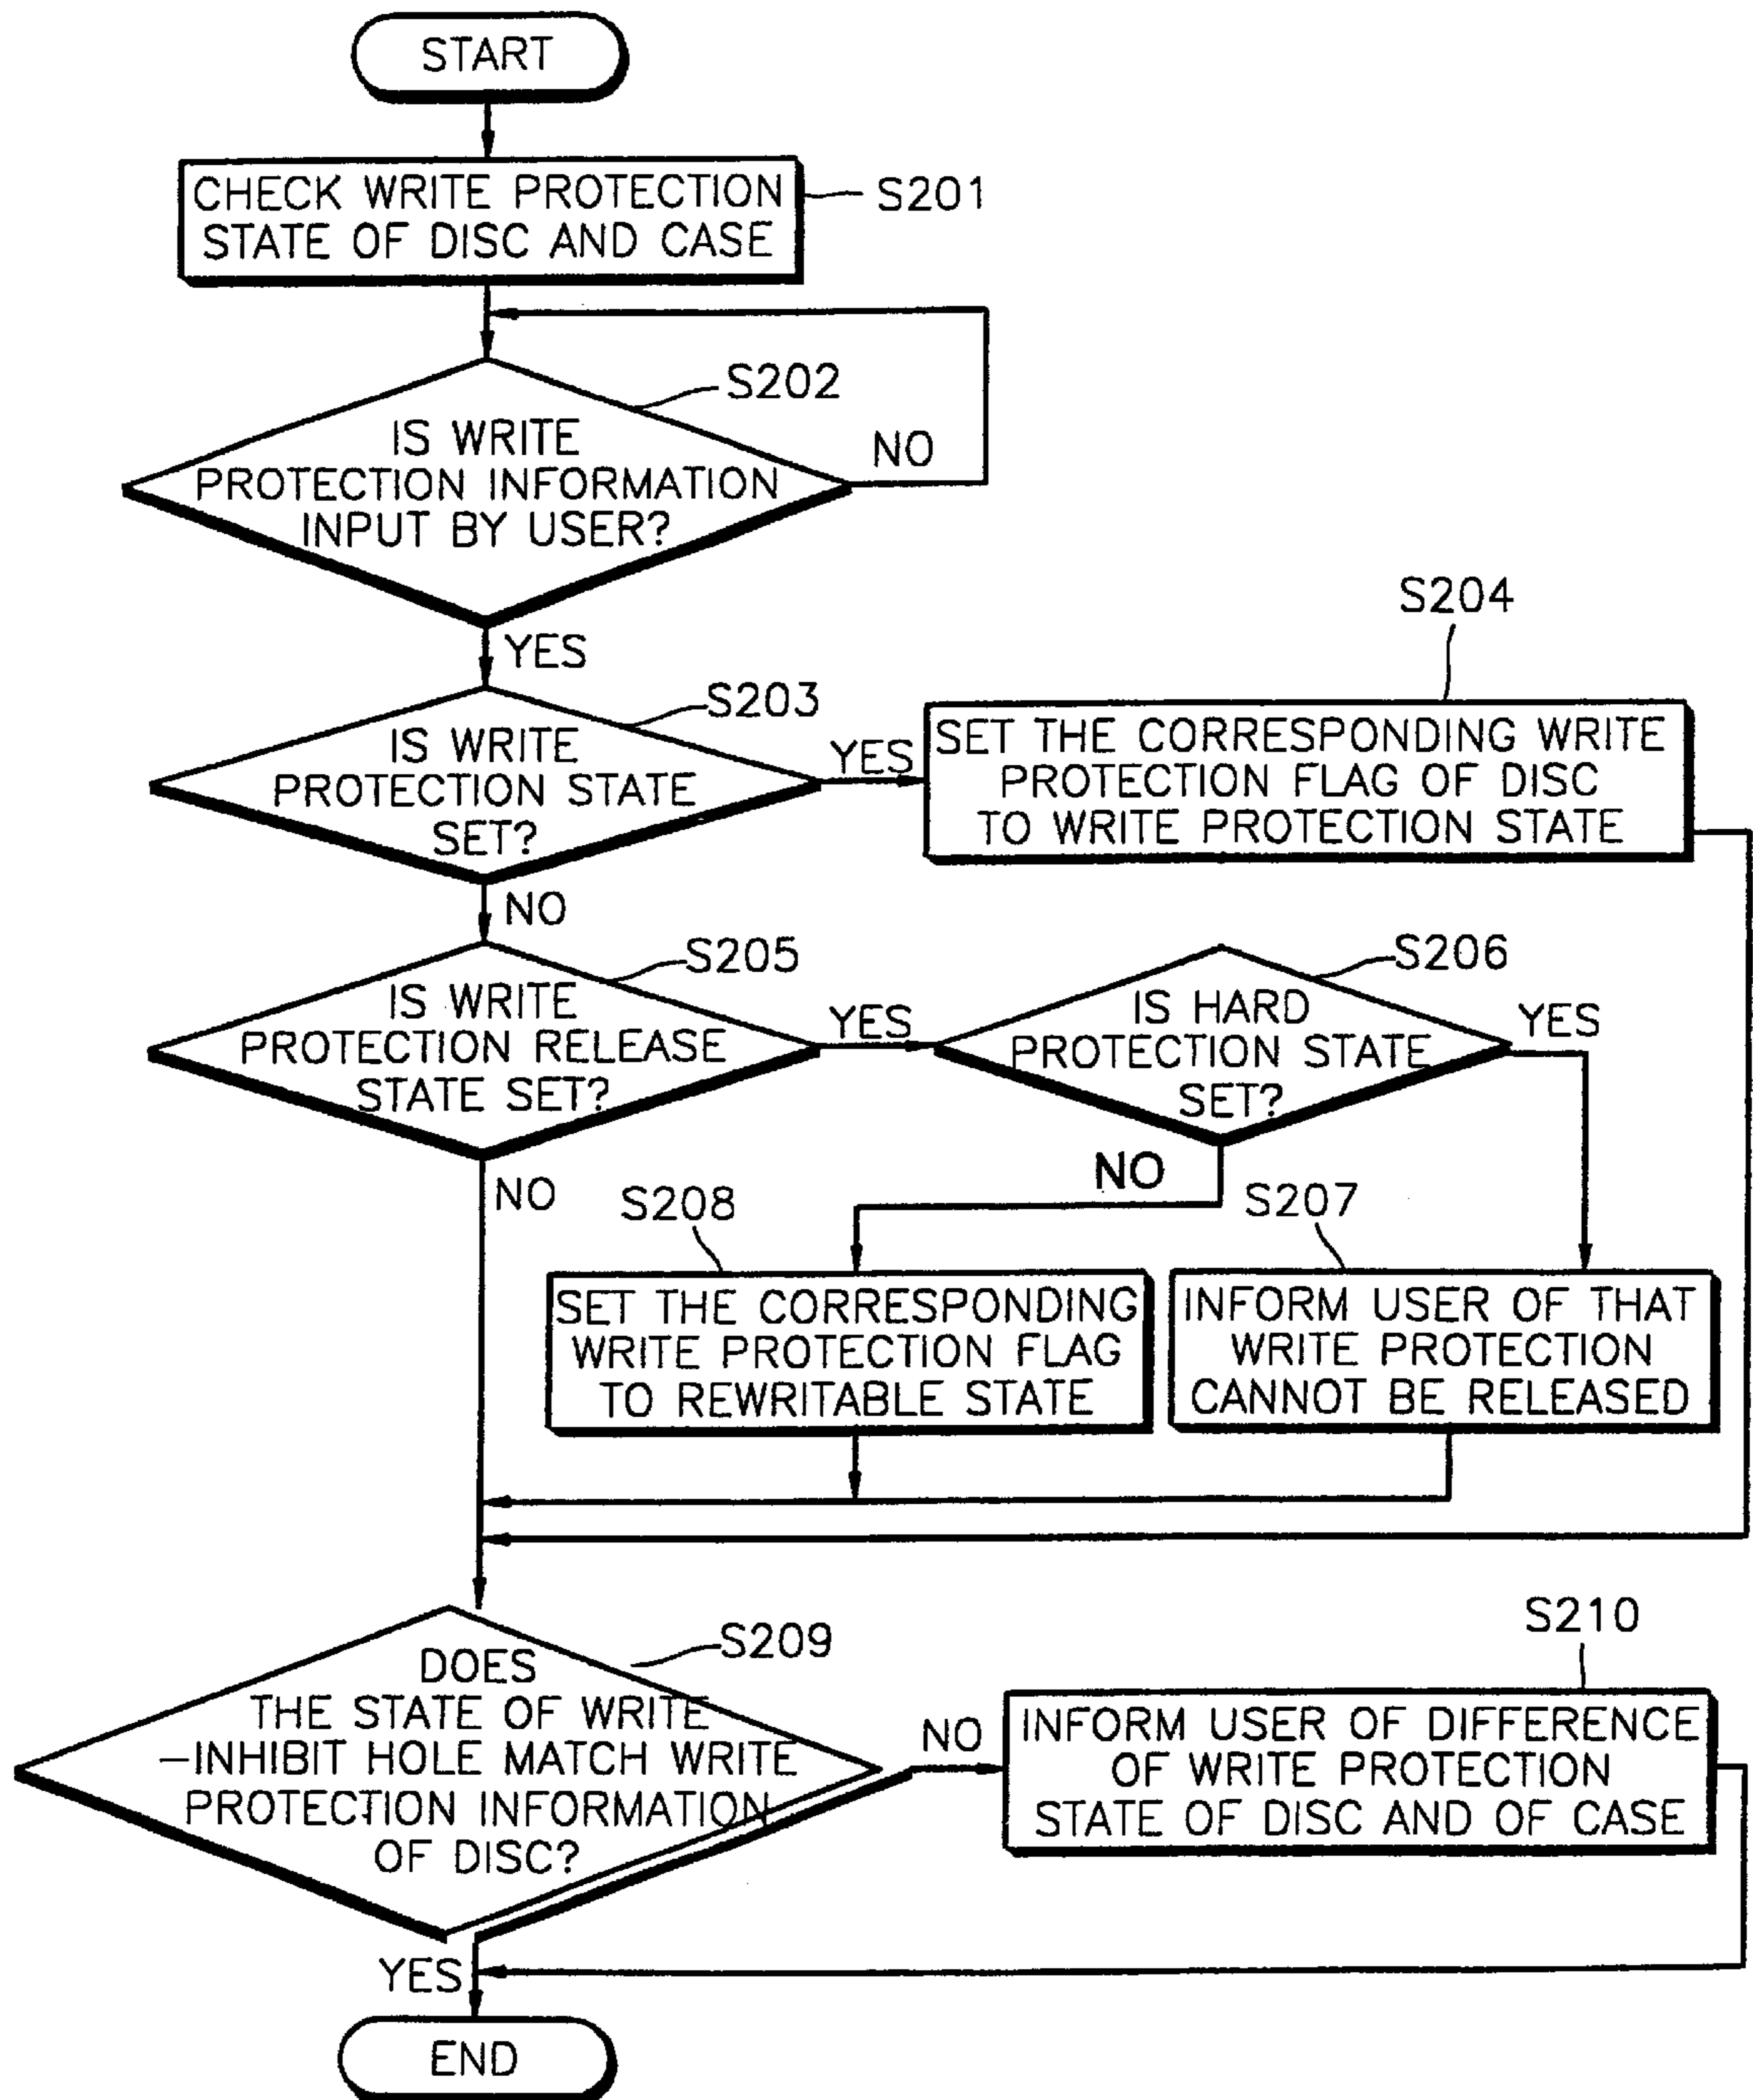 START
CHECK WRITE PROTECTION
STATE OF DISC AND CASE
S201
S202
IS WRITE
PROTECTION INFORMATION
INPUT BY USER?
NO
YES
S203
IS WRITE
PROTECTION STATE
SET?
YES
S204
SET THE CORRESPONDING WRITE
PROTECTION FLAG OF DISC
TO WRITE PROTECTION STATE
NO
S205
IS WRITE
PROTECTION RELEASE
STATE SET?
YES
S206
IS HARD
PROTECTION STATE
SET?
YES
NO
NO
S208
SET THE CORRESPONDING
WRITE PROTECTION FLAG
TO REWRITABLE STATE
S207
INFORM USER OF THAT
WRITE PROTECTION
CANNOT BE RELEASED
S209
DOES
THE STATE OF WRITE
-INHIBIT HOLE MATCH WRITE
PROTECTION INFORMATION
OF DISC?
NO
S210
INFORM USER OF DIFFERENCE
OF WRITE PROTECTION
STATE OF DISC AND OF CASE
YES
END